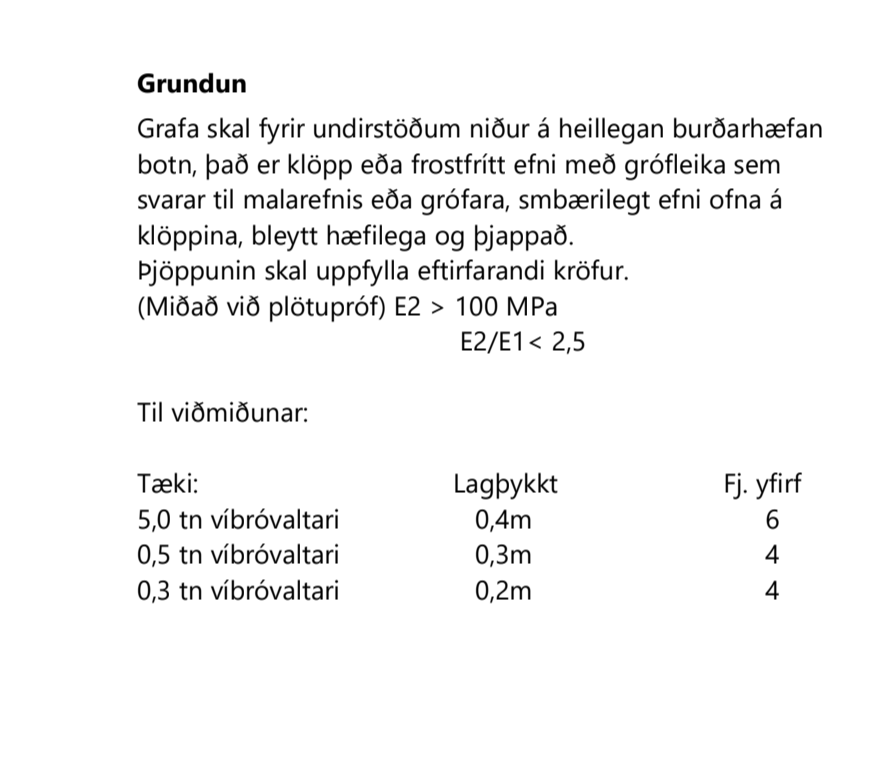 Grundun
Grafa skal fyrir undirstöðum niður á heillegan burðarhæfan
botn, það er klöpp eða frostfrítt efni með grófleika sem
svarar til malarefnis eða grófara, smbærilegt efni ofna á
klöppina, bleytt hæfilega og þjappað.
Þjöppunin skal uppfylla eftirfarandi kröfur.
(Miðað við plötupróf) E2 > 100 MPa
E2/E1< 2,5
Til viðmiðunar:
Tæki: Lagþykkt Fj. yfirf
5,0 tn víbróvaltari 0,4m 6
0,5 tn víbróvaltari 0,3m 4
0,3 tn víbróvaltari 0,2m 4